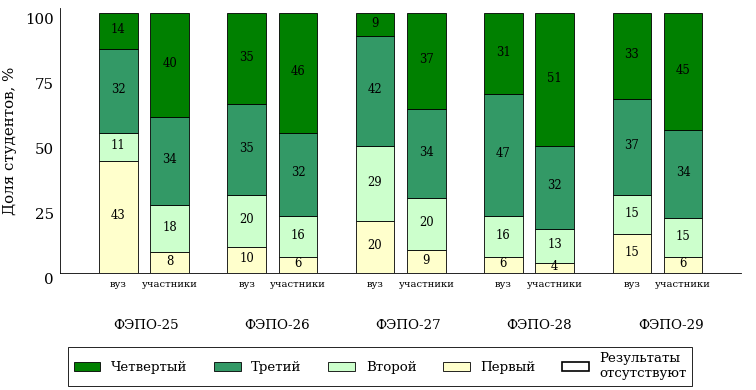 Доля студентов, %
100
75
50
25
0
14 40 35 46 9 37 31 51 33 45
32 34 35 32 42 34 47 32 37 34
11 18 20 16 29 20 16 13 15 15
43 8 10 6 20 9 6 4 15 6
вуз участники вуз участники вуз участники вуз участники вуз участники
ФЭПО-25 ФЭПО-26 ФЭПО-27 ФЭПО-28 ФЭПО-29
Четвертый Третий Второй Первый Результаты
отсутствуют